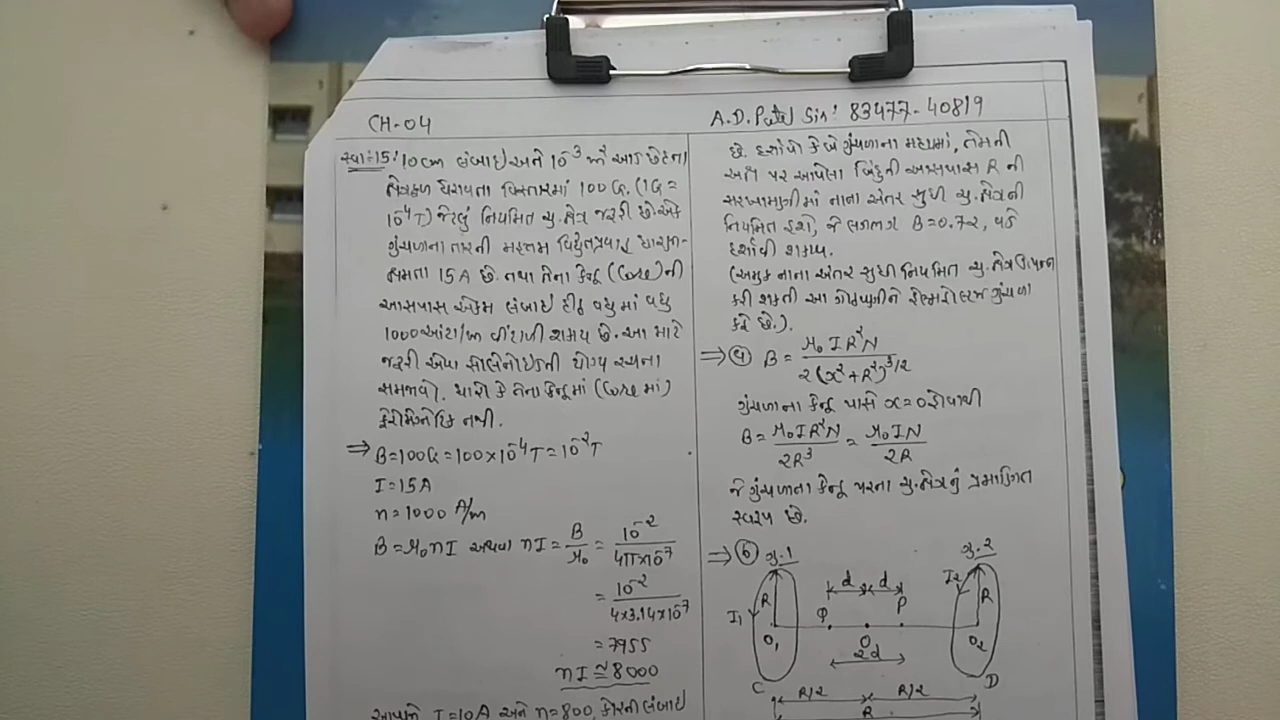 CH-04
A.D. Patel Sir: 83477-40819
સ્વા:15: 10cm લંબાઇ અને 10⁻³ m² આડછેદના
ક્ષેત્રફળ ધરાવતા વિસ્તારમાં 100G. (1G =
10⁻⁴T) જેટલું નિયમિત ચુ.ક્ષેત્ર જરૂરી છે. એક
ગુંચળાના તારની મહત્તમ વિદ્યુતપ્રવાહ ધારણ-
ક્ષમતા 15A છે. તથા તેના કેન્દ્ર (Core)ની
આસપાસ એકમ લંબાઇ દીઠ વધુમાં વધુ
1000 આંટા/m વીંટાળી શકાય છે. આ માટે
જરૂરી એવા સોલેનોઇડની યોગ્ય રચના
સમજાવો. ધારો કે તેના કેન્દ્રમાં (Core માં)
ફેરોમેગ્નેટિક નથી.
⇒ B=100G=100×10⁻⁴T=10⁻²T
I=15A
n=1000 A/m
B=μ₀nI અથવા nI= B/μ₀ = 10⁻²/4π×10⁻⁷
= 10⁻²/4×3.14×10⁻⁷
= 7955
nI ≃ 8000
આપણે I=10A અને n=800, કોરની લંબાઇ
છે. દર્શાવો કે બે ગુંચળાના મધ્યમાં, તેમની
અક્ષ પર આવેલા બિંદુની આસપાસ R ની
સરખામણીમાં નાના અંતર સુધી ચુ.ક્ષેત્રની
નિયમિત હશે, જે લગભગ B=0.72, વડે
દર્શાવી શકાય.
(અમુક નાના અંતર સુધી નિયમિત ચુ.ક્ષેત્ર ઉત્પન્ન
કરી શકતી આ ગોઠવણીને હેલ્મહોલ્ટ્ઝ ગુંચળા
કહે છે.).
⇒ (a) B = μ₀IR²N/2(x²+R²)^3/2
ગુંચળાના કેન્દ્ર પાસે x=0 હોવાથી
B= μ₀IR²N/2R³ = μ₀IN/2R
જે ગુંચળાના કેન્દ્ર પરના ચુ.ક્ષેત્રનું પ્રમાણિત
સ્વરૂપ છે.
⇒ (b) ગુ.1 ગુ.2
d d
I₁ R Q P I₂ R
O₁ O O₂
2d
C D
R/2 R/2
R